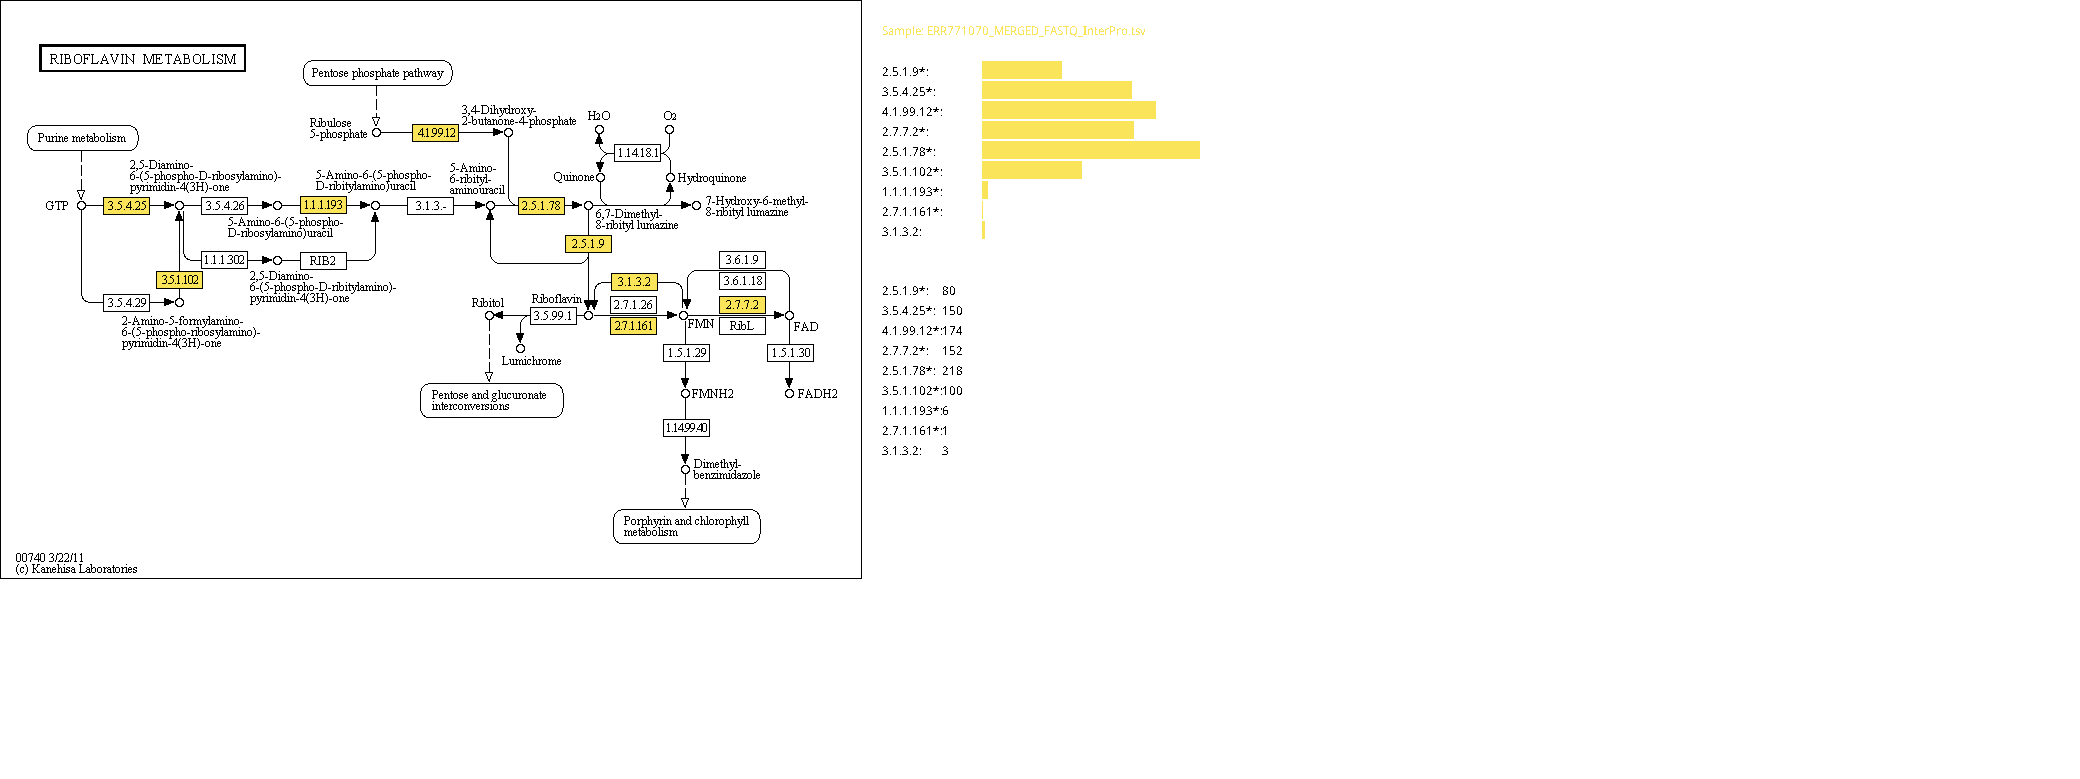 RIBOFLAVIN METABOLISM
Pentose phosphate pathway
Purine metabolism
Ribulose
5-phosphate
4.1.99.12
3,4-Dihydroxy-
2-butanone-4-phosphate
H2O
O2
1.14.18.1
Quinone
Hydroquinone
2,5-Diamino-
6-(5-phospho-D-ribosylamino)-
pyrimidin-4(3H)-one
5-Amino-6-(5-phospho-
D-ribitylamino)uracil
5-Amino-
6-ribityl-
aminouracil
GTP
3.5.4.25
3.5.4.26
1.1.1.193
3.1.3.-
2.5.1.78
7-Hydroxy-6-methyl-
8-ribityl lumazine
5-Amino-6-(5-phospho-
D-ribosylamino)uracil
6,7-Dimethyl-
8-ribityl lumazine
2.5.1.9
1.1.1.302
RIB2
3.5.1.102
2,5-Diamino-
6-(5-phospho-D-ribitylamino)-
pyrimidin-4(3H)-one
3.5.4.29
2-Amino-5-formylamino-
6-(5-phospho-ribosylamino)-
pyrimidin-4(3H)-one
3.6.1.9
3.6.1.18
3.1.3.2
2.7.1.26
2.7.7.2
Ribitol
Riboflavin
3.5.99.1
2.7.1.161
FMN
RibL
FAD
Lumichrome
1.5.1.29
1.5.1.30
Pentose and glucuronate
interconversions
FMNH2
FADH2
1.14.99.40
Dimethyl-
benzimidazole
Porphyrin and chlorophyll
metabolism
00740 3/22/11
(c) Kanehisa Laboratories
Sample: ERR771070_MERGED_FASTQ_InterPro.tsv
2.5.1.9*:
3.5.4.25*:
4.1.99.12*:
2.7.7.2*:
2.5.1.78*:
3.5.1.102*:
1.1.1.193*:
2.7.1.161*:
3.1.3.2:
2.5.1.9*: 80
3.5.4.25*: 150
4.1.99.12*:174
2.7.7.2*: 152
2.5.1.78*: 218
3.5.1.102*:100
1.1.1.193*:6
2.7.1.161*:1
3.1.3.2: 3